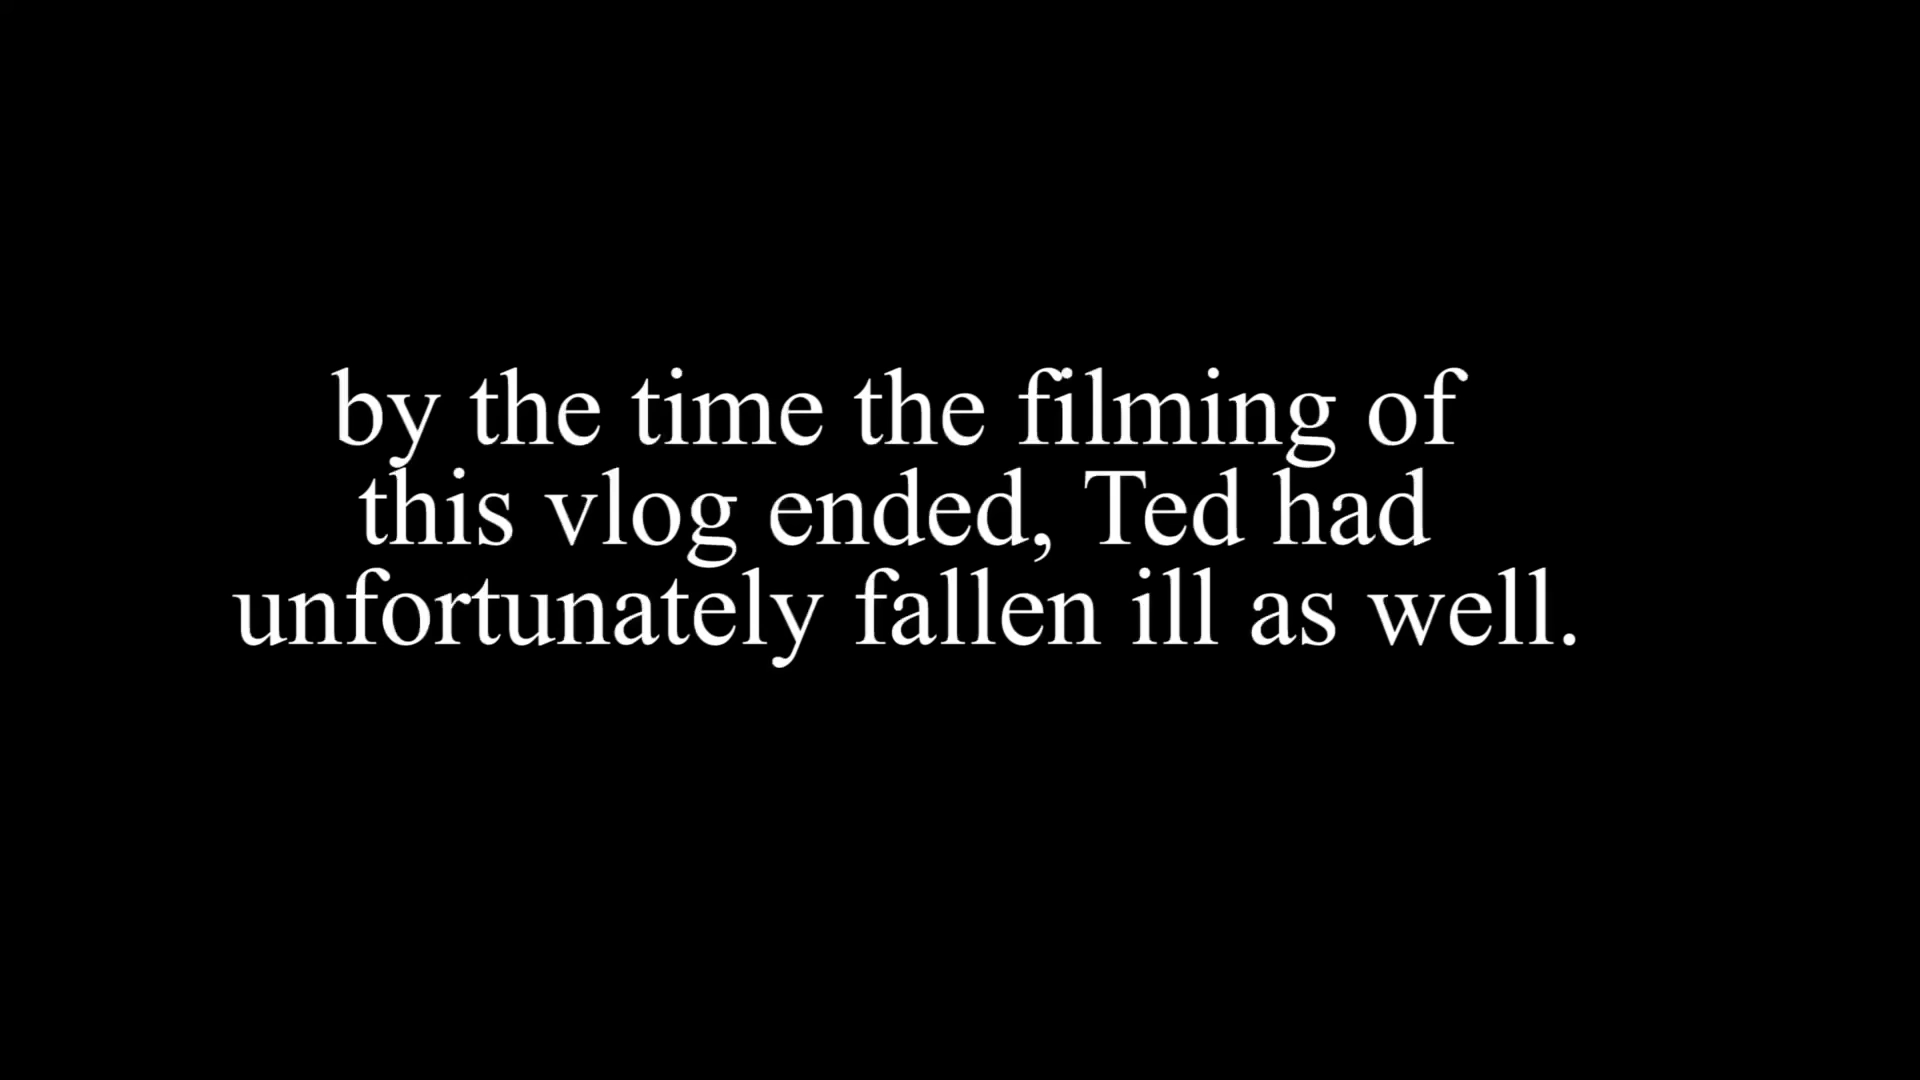 by the time the filming of
this vlog ended, Ted had
unfortunately fallen ill as well.